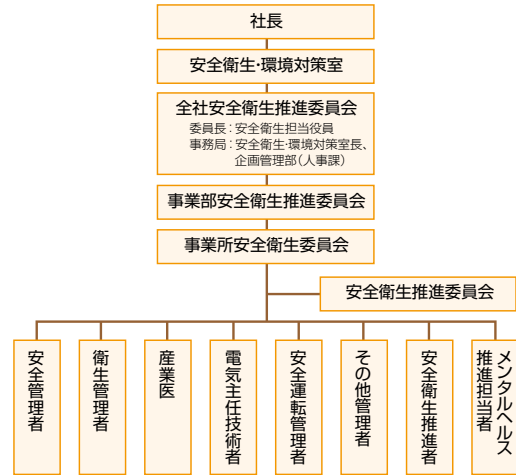 社長
安全衛生・環境対策室
全社安全衛生推進委員会
委員長：安全衛生担当役員
事務局：安全衛生・環境対策室長、
企画管理部（人事課）
事業部安全衛生推進委員会
事業所安全衛生委員会
安全衛生推進委員会
安全管理者
衛生管理者
産業医
電気主任技術者
安全運転管理者
その他管理者
安全衛生推進者
メンタルヘルス
推進担当者